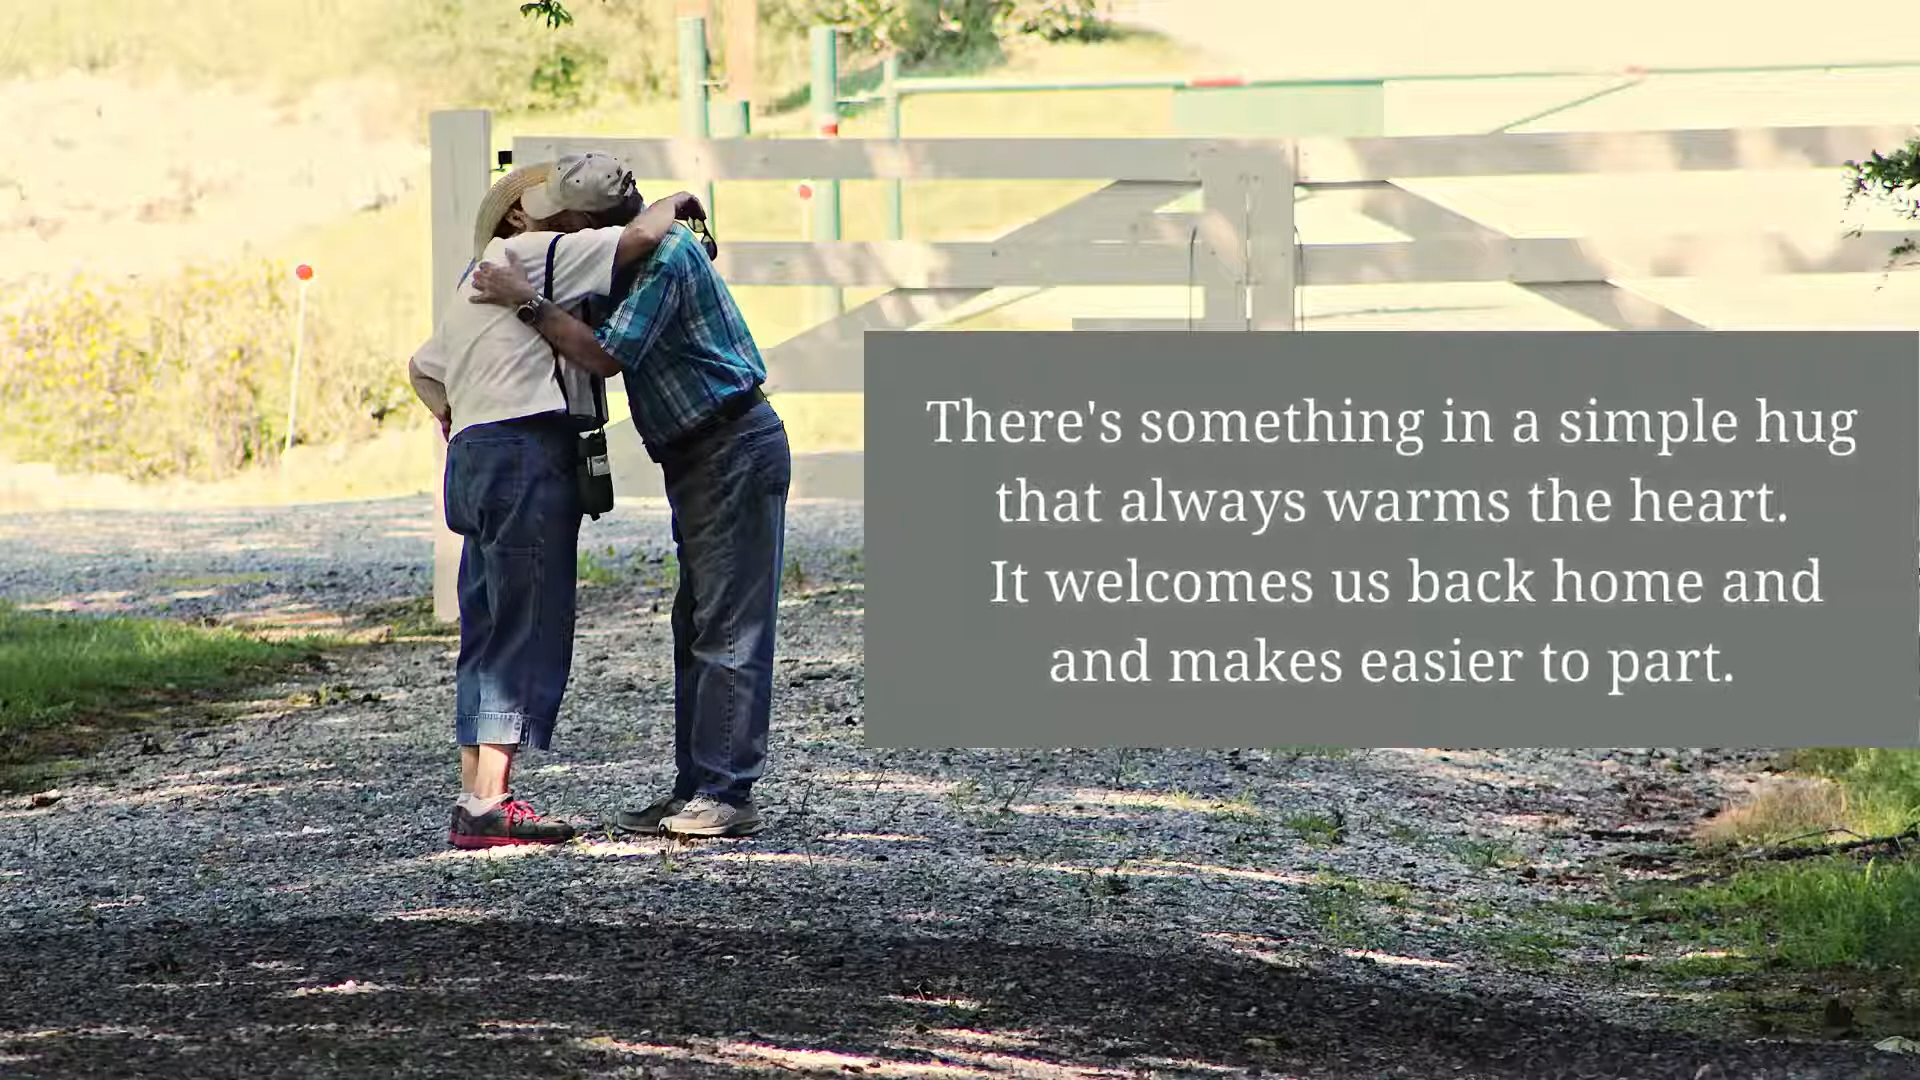 There's something in a simple hug
that always warms the heart.
It welcomes us back home and
and makes easier to part.